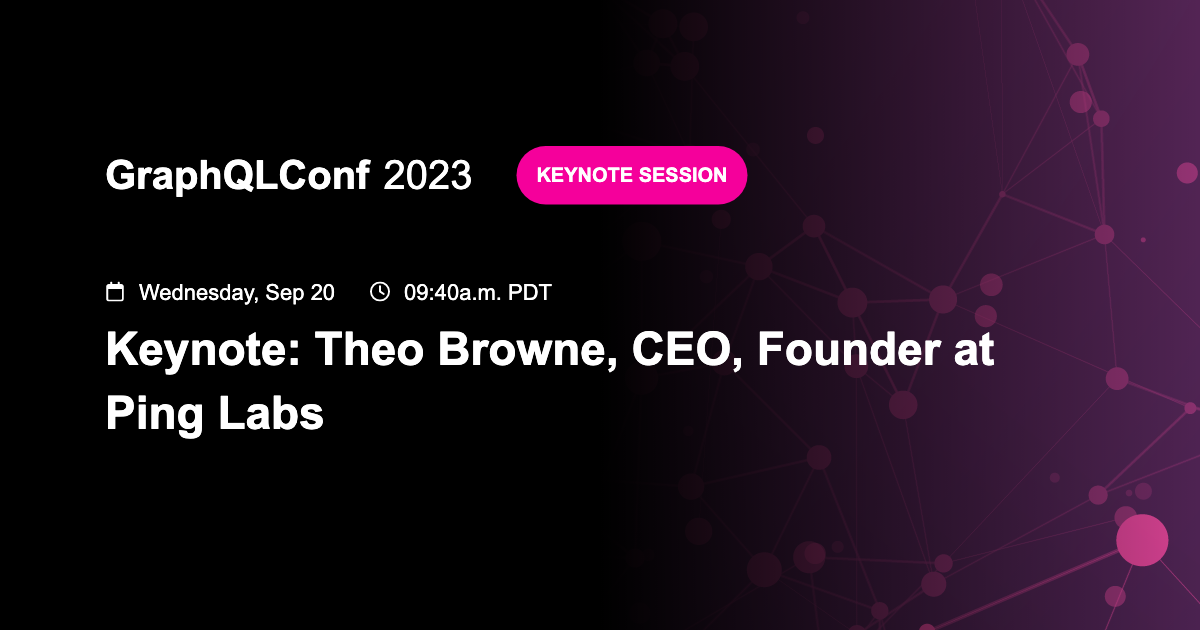 GraphQLConf 2023 KEYNOTE SESSION
Wednesday, Sep 20 09:40a.m. PDT
Keynote: Theo Browne, CEO, Founder at
Ping Labs